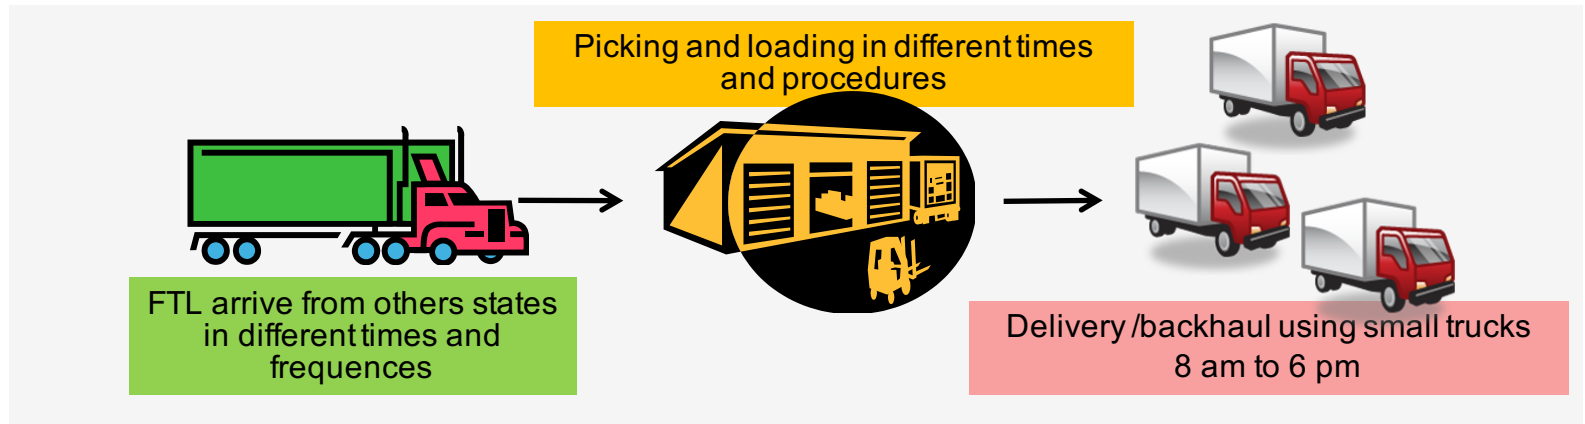 Picking and loading in different times
and procedures
FTL arrive from others states
in different times and
frequences
Delivery /backhaul using small trucks
8 am to 6 pm